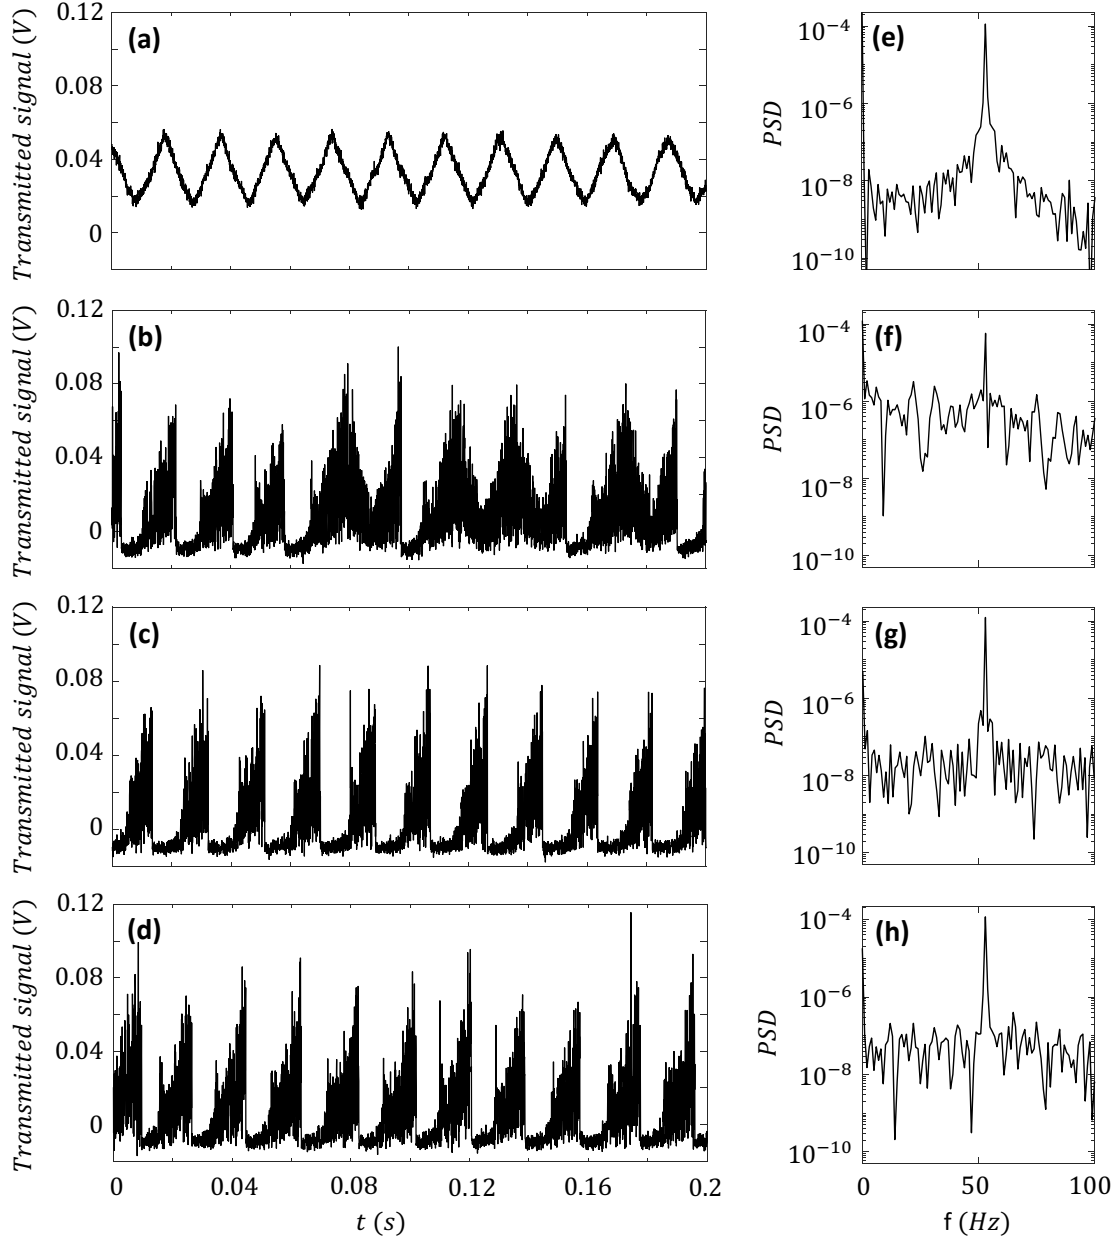 Transmitted signal (V)
0.12
0.08
0.04
0
(a)
PSD
10⁻⁴
10⁻⁶
10⁻⁸
10⁻¹⁰
(e)
Transmitted signal (V)
0.12
0.08
0.04
0
(b)
PSD
10⁻⁴
10⁻⁶
10⁻⁸
10⁻¹⁰
(f)
Transmitted signal (V)
0.12
0.08
0.04
0
(c)
PSD
10⁻⁴
10⁻⁶
10⁻⁸
10⁻¹⁰
(g)
Transmitted signal (V)
0.12
0.08
0.04
0
(d)
PSD
10⁻⁴
10⁻⁶
10⁻⁸
10⁻¹⁰
(h)
0 0.04 0.08 0.12 0.16 0.2
t (s)
0 50 100
f (Hz)